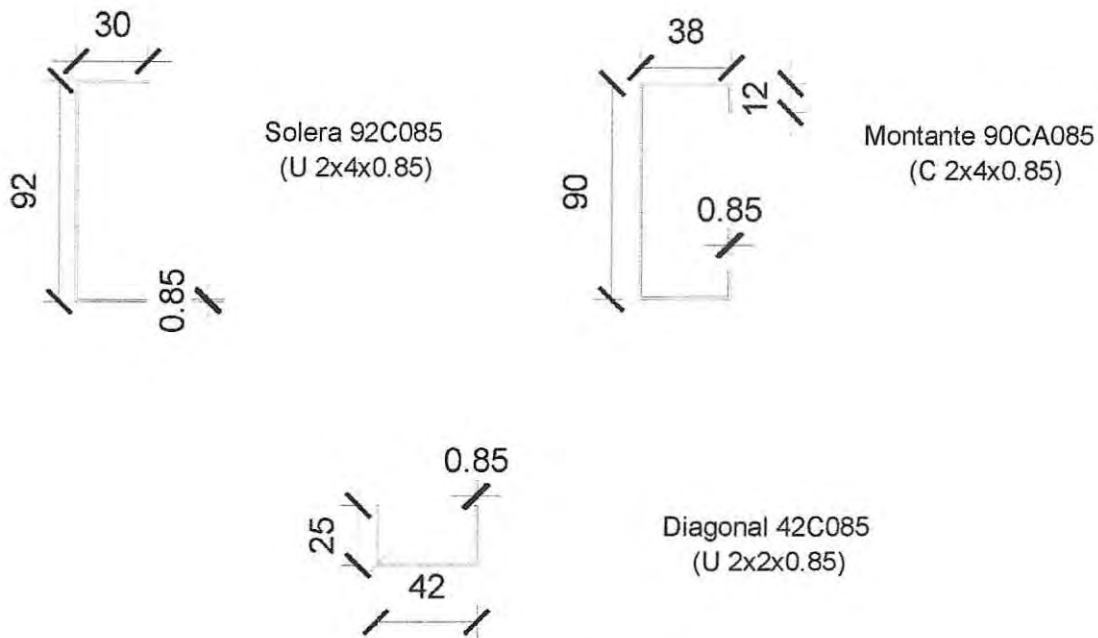 30
92
0.85
Solera 92C085
(U 2x4x0.85)
38
12
90
0.85
Montante 90CA085
(C 2x4x0.85)
0.85
25
42
Diagonal 42C085
(U 2x2x0.85)